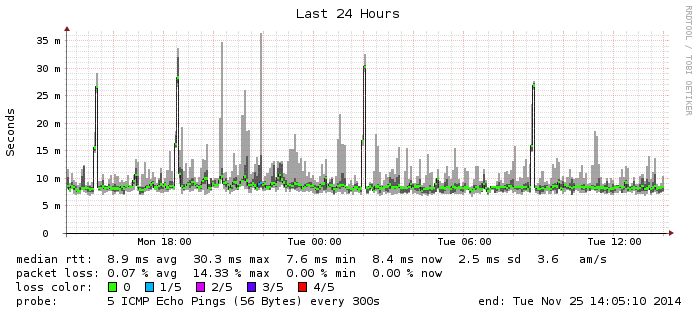 Last 24 Hours
RRDTOOL / TOBI OETIKER
Seconds
35 m
30 m
25 m
20 m
15 m
10 m
5 m
0
Mon 18:00 Tue 00:00 Tue 06:00 Tue 12:00
median rtt: 8.9 ms avg 30.3 ms max 7.6 ms min 8.4 ms now 2.5 ms sd 3.6 am/s
packet loss: 0.07 % avg 14.33 % max 0.00 % min 0.00 % now
loss color: 0 1/5 2/5 3/5 4/5
probe: 5 ICMP Echo Pings (56 Bytes) every 300s end: Tue Nov 25 14:05:10 2014